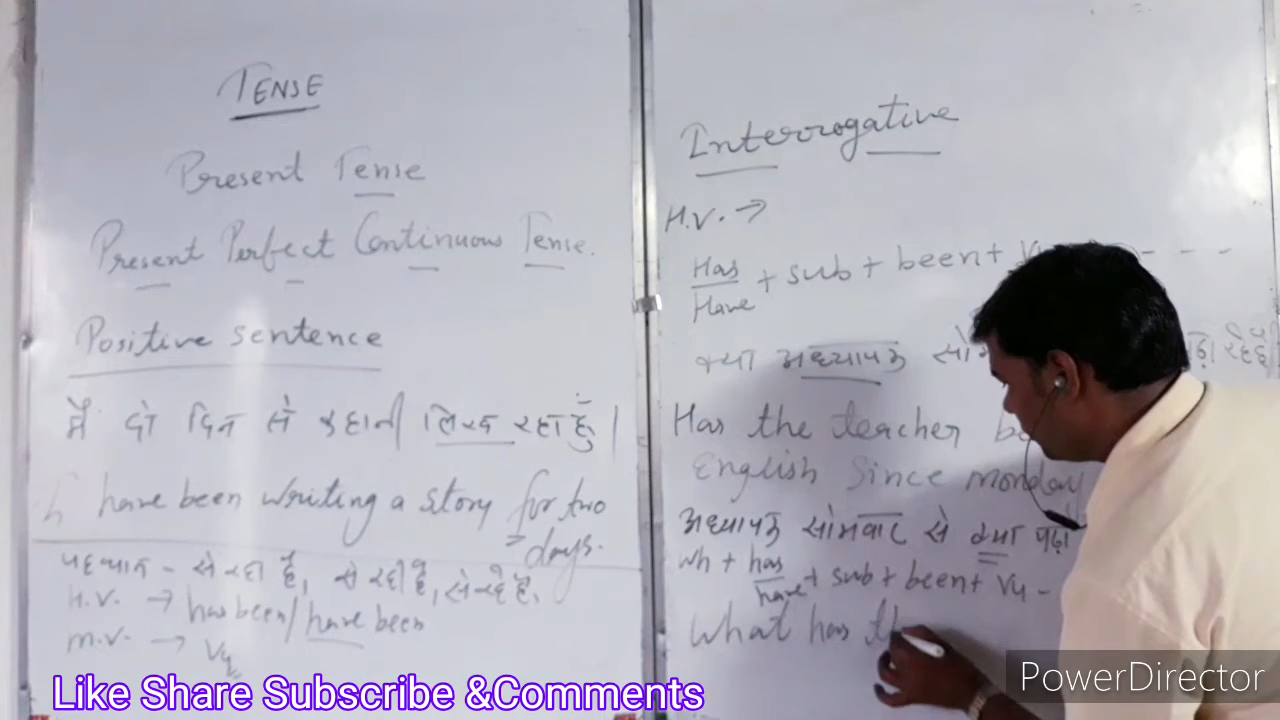 TENSE
Present Tense
Present Perfect Continuous Tense.
Positive sentence
मैं दो दिन से कहानी लिख रहा हूँ।
have been writing a story for two
days.
पहचान - से रहा है, से रही है, से रहे हैं,
H.V. → has been/have been
M.V. → V4
Interrogative
H.V. →
Has
Have + sub + been + V4 - - -
क्या अध्यापक
Has the teacher
English Since monday
अध्यापक सोमवार से क्या पढ़ा
Wh + has
have + sub + been + V4 -
What has th
Like Share Subscribe &Comments
PowerDirector